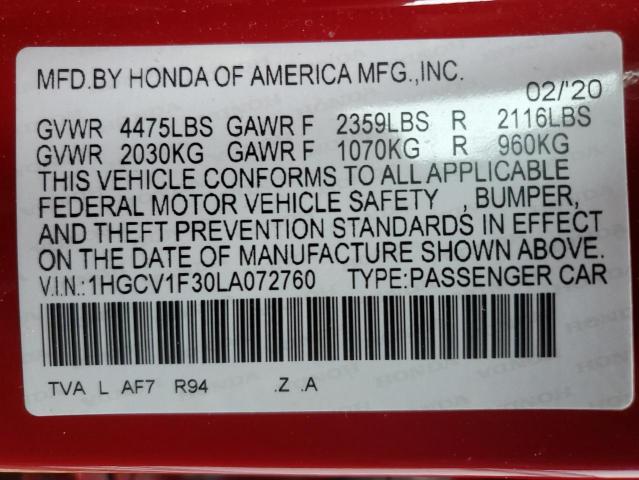 MFD.BY HONDA OF AMERICA MFG.,INC.
02/'20
GVWR 4475LBS GAWR F 2359LBS R 2116LBS
GVWR 2030KG GAWR F 1070KG R 960KG
THIS VEHICLE CONFORMS TO ALL APPLICABLE
FEDERAL MOTOR VEHICLE SAFETY , BUMPER,
AND THEFT PREVENTION STANDARDS IN EFFECT
ON THE DATE OF MANUFACTURE SHOWN ABOVE.
V.I.N.:1HGCV1F30LA072760 TYPE:PASSENGER CAR
TVA L AF7 R94 .Z .A